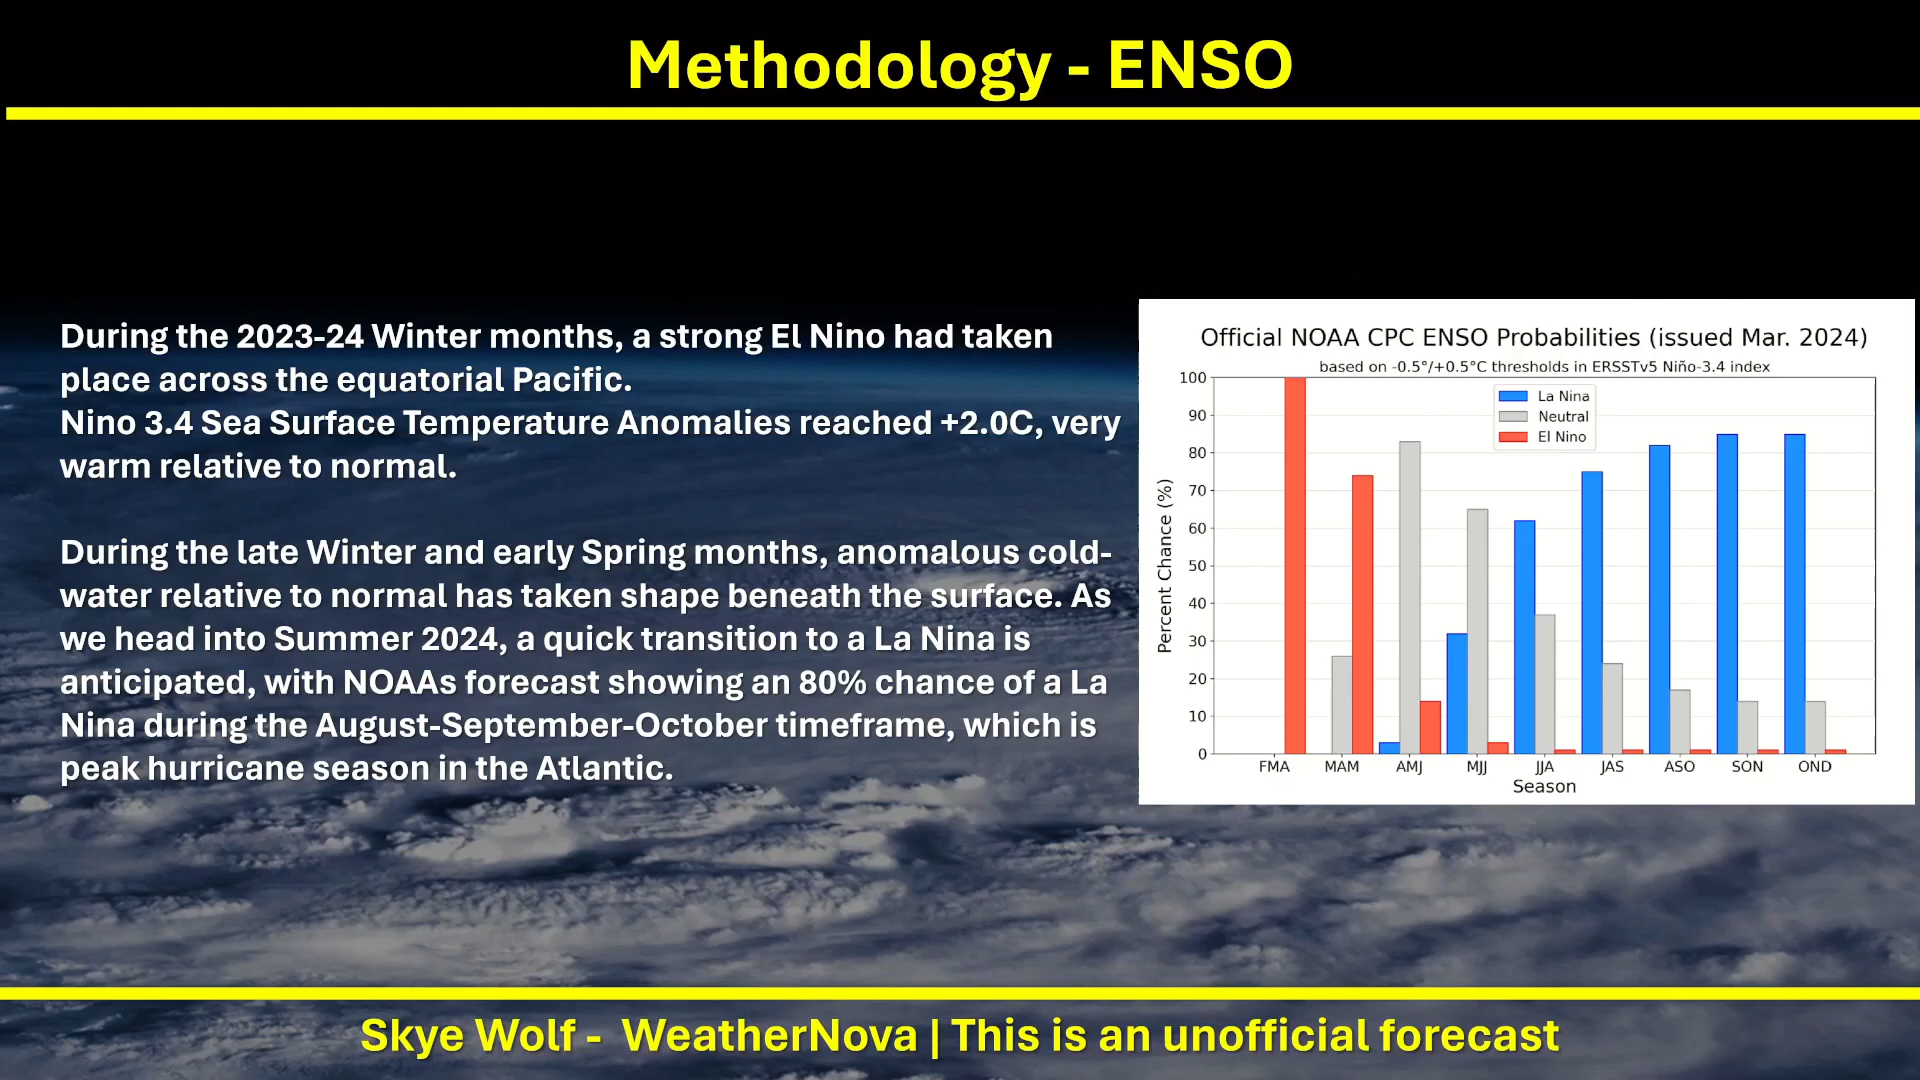 Methodology - ENSO
During the 2023-24 Winter months, a strong El Nino had taken
place across the equatorial Pacific.
Nino 3.4 Sea Surface Temperature Anomalies reached +2.0C, very
warm relative to normal.
During the late Winter and early Spring months, anomalous cold-
water relative to normal has taken shape beneath the surface. As
we head into Summer 2024, a quick transition to a La Nina is
anticipated, with NOAAs forecast showing an 80% chance of a La
Nina during the August-September-October timeframe, which is
peak hurricane season in the Atlantic.
Official NOAA CPC ENSO Probabilities (issued Mar. 2024)
based on -0.5°/+0.5°C thresholds in ERSSTv5 Niño-3.4 index
La Nina
Neutral
El Nino
Percent Chance (%)
100
90
80
70
60
50
40
30
20
10
0
FMA MAM AMJ MJJ JJA JAS ASO SON OND
Season
Skye Wolf - WeatherNova | This is an unofficial forecast